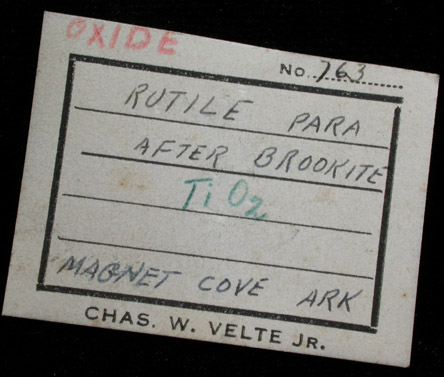 OXIDE
No. 763
RUTILE PARA
AFTER BROOKITE
TiO2
MAGNET COVE ARK
CHAS. W. VELTE JR.